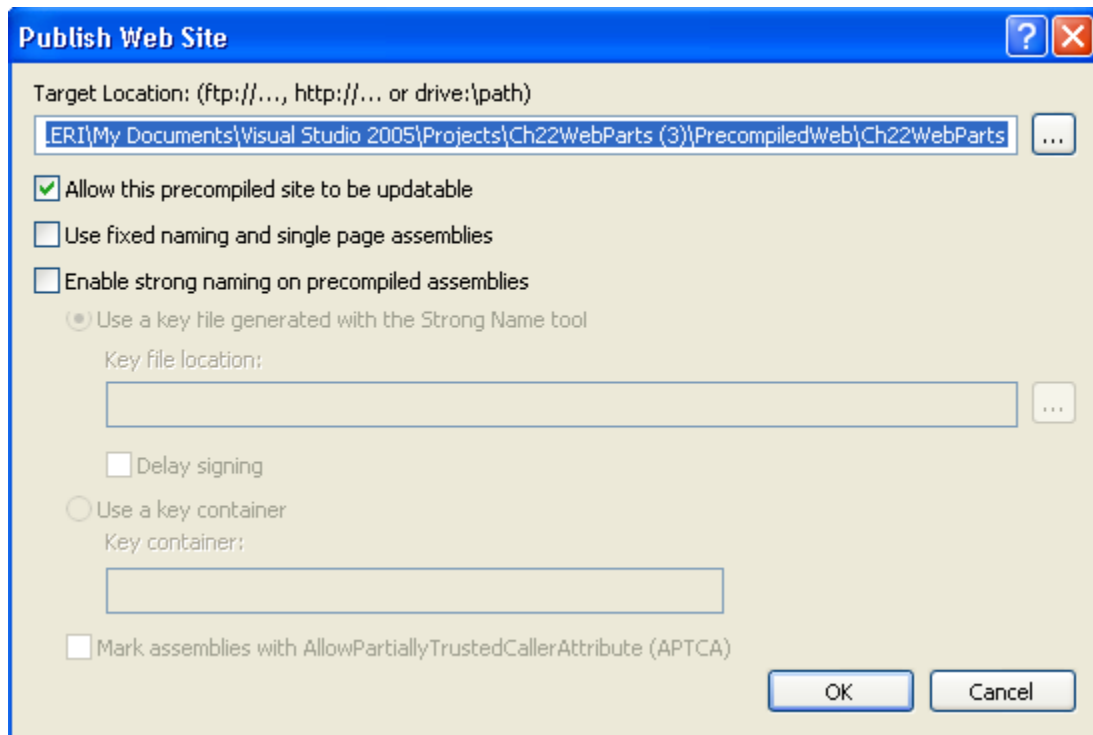 Publish Web Site
Target Location: (ftp://..., http://... or drive:\path)
.ERI\My Documents\Visual Studio 2005\Projects\Ch22WebParts (3)\PrecompiledWeb\Ch22WebParts
...
Allow this precompiled site to be updatable
Use fixed naming and single page assemblies
Enable strong naming on precompiled assemblies
Use a key file generated with the Strong Name tool
Key file location:
...
Delay signing
Use a key container
Key container:
Mark assemblies with AllowPartiallyTrustedCallerAttribute (APTCA)
OK Cancel